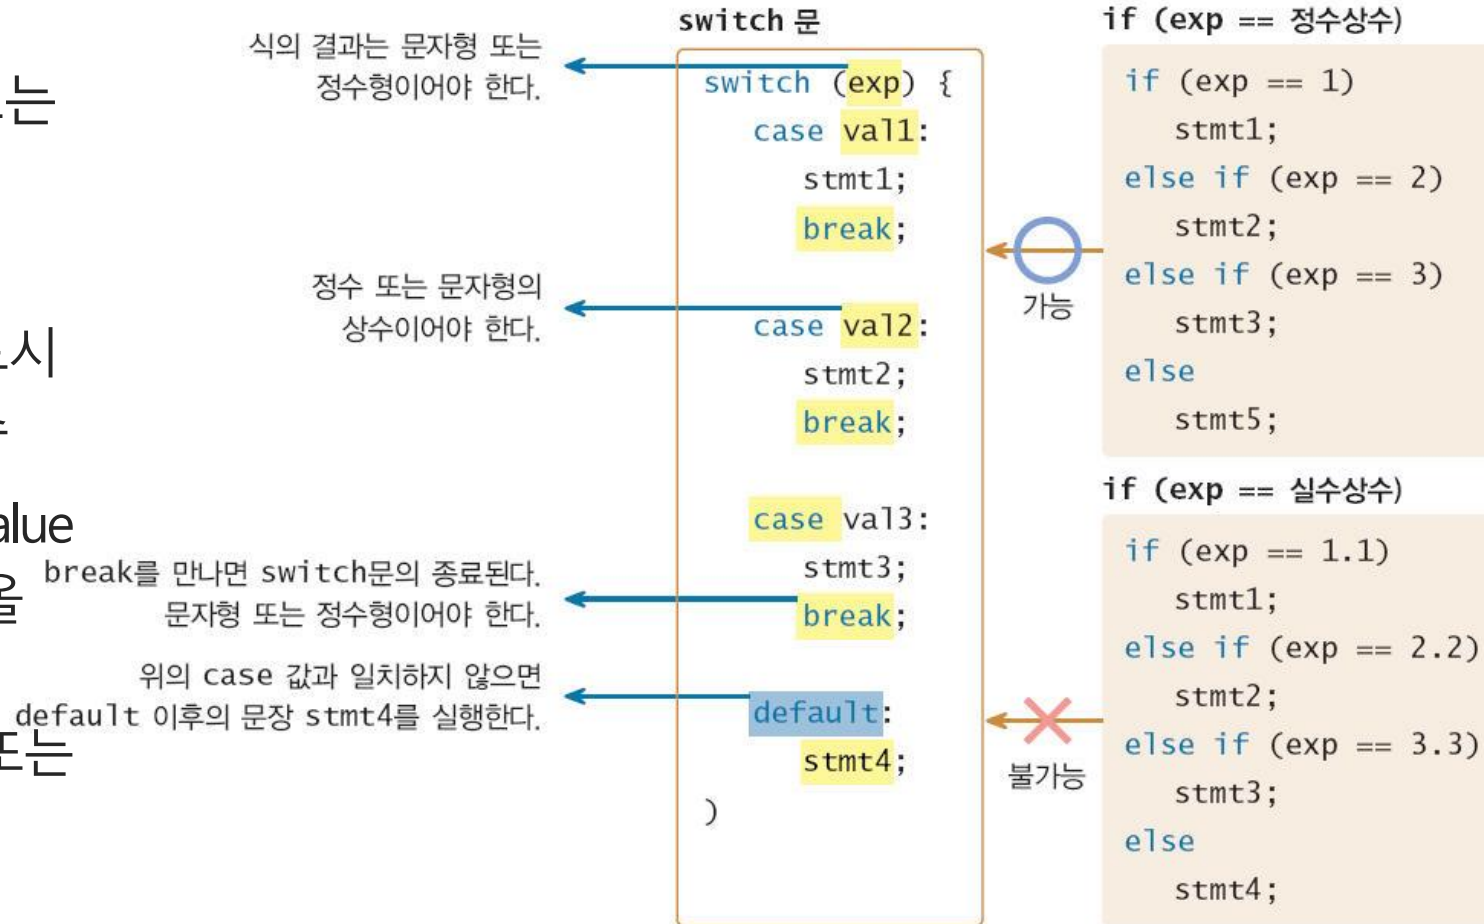 는
시
alue
을
또는
식의 결과는 문자형 또는
정수형이어야 한다.
정수 또는 문자형의
상수이어야 한다.
break를 만나면 switch문의 종료된다.
문자형 또는 정수형이어야 한다.
위의 case 값과 일치하지 않으면
default 이후의 문장 stmt4를 실행한다.
switch 문
switch (exp) {
case val1:
stmt1;
break;
case val2:
stmt2;
break;
case val3:
stmt3;
break;
default:
stmt4;
)
가능
불가능
if (exp == 정수상수)
if (exp == 1)
stmt1;
else if (exp == 2)
stmt2;
else if (exp == 3)
stmt3;
else
stmt5;
if (exp == 실수상수)
if (exp == 1.1)
stmt1;
else if (exp == 2.2)
stmt2;
else if (exp == 3.3)
stmt3;
else
stmt4;